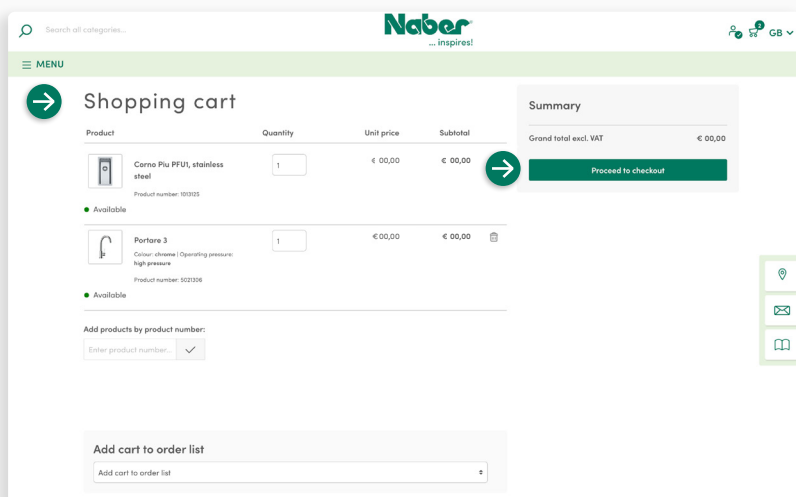 Search all categories...
Naber
... inspires!
2
GB
MENU
Shopping cart
Product Quantity Unit price Subtotal
Corno Piu PFU1, stainless
steel
1
€ 00,00
€ 00,00
Product number: 1013125
Available
Portare 3
1
€ 00,00
€ 00,00
Colour: chrome | Operating pressure:
high pressure
Product number: 5021306
Available
Add products by product number:
Enter product number...
Add cart to order list
Add cart to order list
Summary
Grand total excl. VAT € 00,00
Proceed to checkout